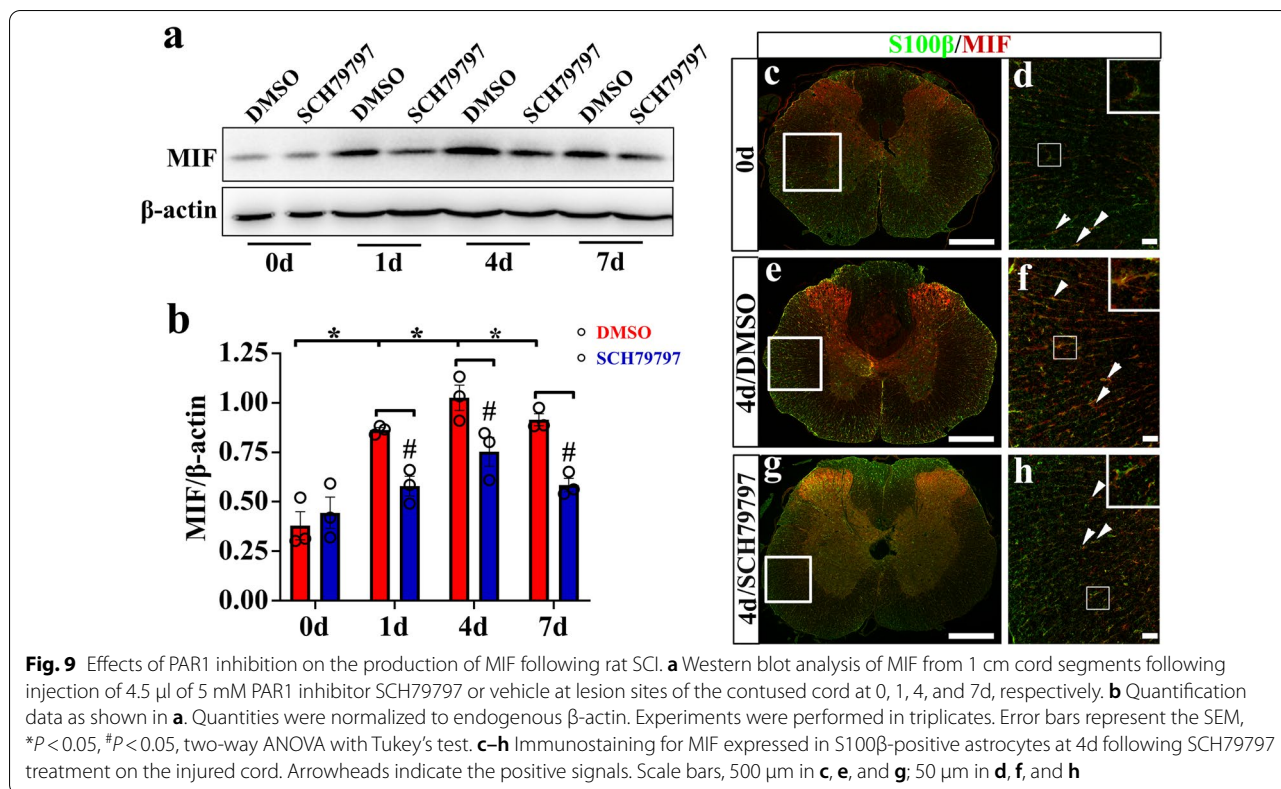 a
DMSO
SCH79797
DMSO
SCH79797
DMSO
SCH79797
DMSO
SCH79797
MIF
β-actin
0d 1d 4d 7d
b
* * *
DMSO
SCH79797
MIF/β-actin
1.25
1.00
0.75
0.50
0.25
0.00
# # #
0d 1d 4d 7d
S100β/MIF
0d
c
d
4d/DMSO
e
f
4d/SCH79797
g
h
Fig. 9 Effects of PAR1 inhibition on the production of MIF following rat SCI. a Western blot analysis of MIF from 1 cm cord segments following
injection of 4.5 μl of 5 mM PAR1 inhibitor SCH79797 or vehicle at lesion sites of the contused cord at 0, 1, 4, and 7d, respectively. b Quantification
data as shown in a. Quantities were normalized to endogenous β-actin. Experiments were performed in triplicates. Error bars represent the SEM,
*P < 0.05, #P < 0.05, two-way ANOVA with Tukey's test. c–h Immunostaining for MIF expressed in S100β-positive astrocytes at 4d following SCH79797
treatment on the injured cord. Arrowheads indicate the positive signals. Scale bars, 500 μm in c, e, and g; 50 μm in d, f, and h